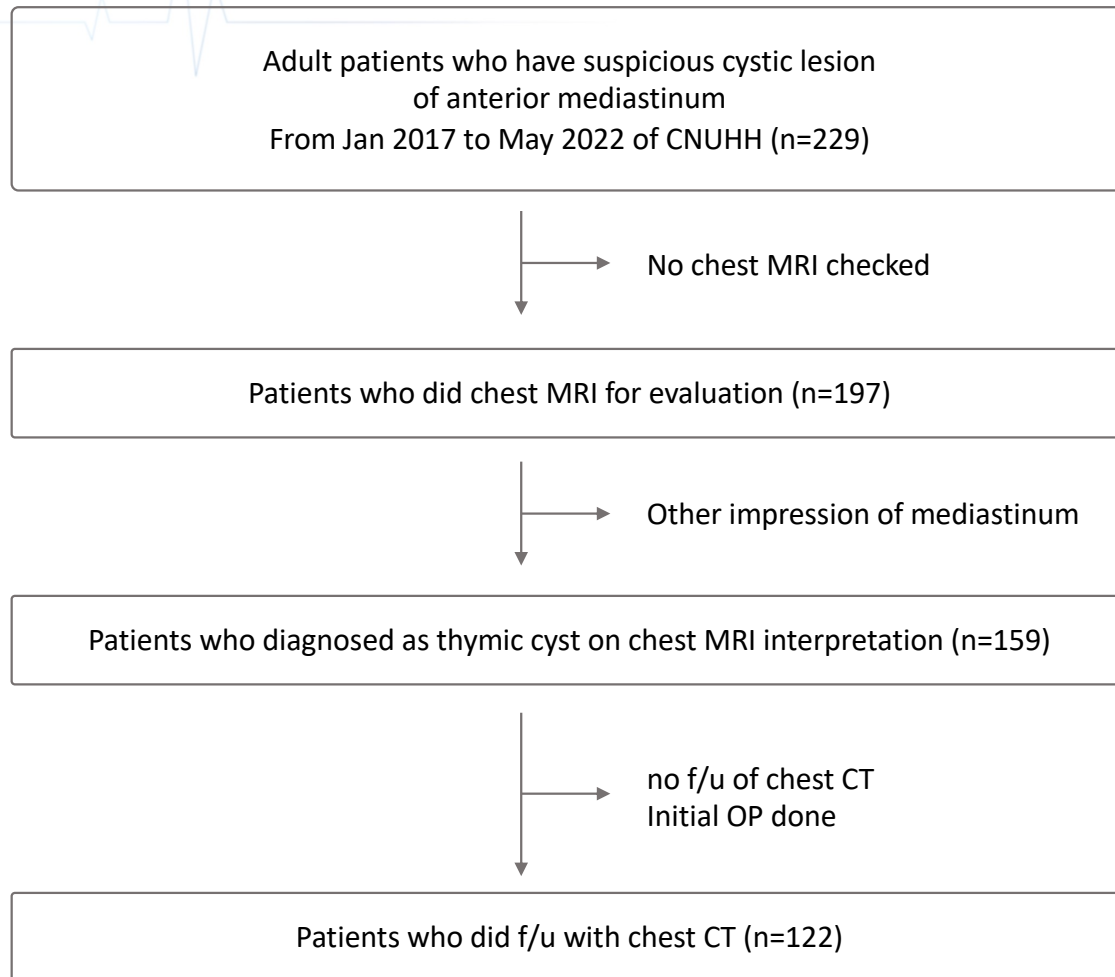 Adult patients who have suspicious cystic lesion
of anterior mediastinum
From Jan 2017 to May 2022 of CNUHH (n=229)
No chest MRI checked
Patients who did chest MRI for evaluation (n=197)
Other impression of mediastinum
Patients who diagnosed as thymic cyst on chest MRI interpretation (n=159)
no f/u of chest CT
Initial OP done
Patients who did f/u with chest CT (n=122)